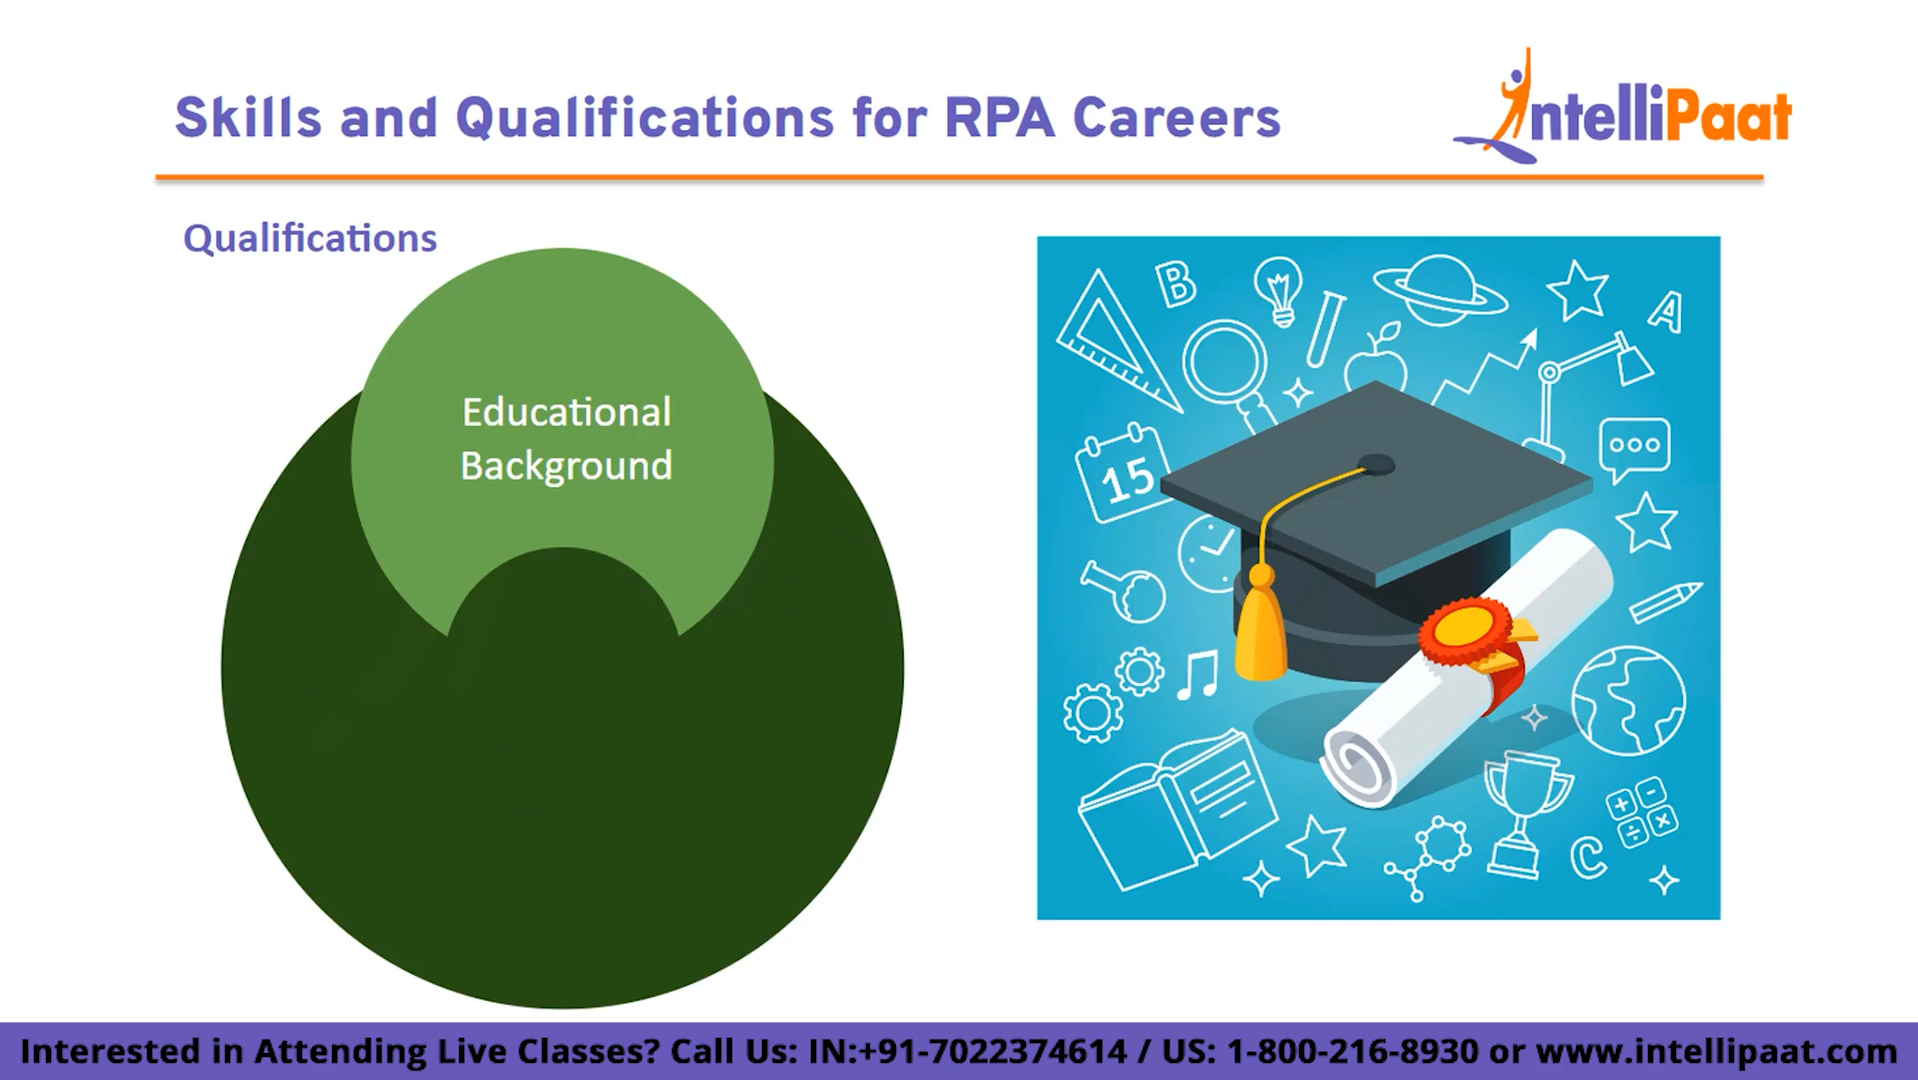 Skills and Qualifications for RPA Careers
IntelliPaat
Qualifications
Educational
Background
B
A
15
C
+ -
÷ ×
Interested in Attending Live Classes? Call Us: IN:+91-7022374614 / US: 1-800-216-8930 or www.intellipaat.com